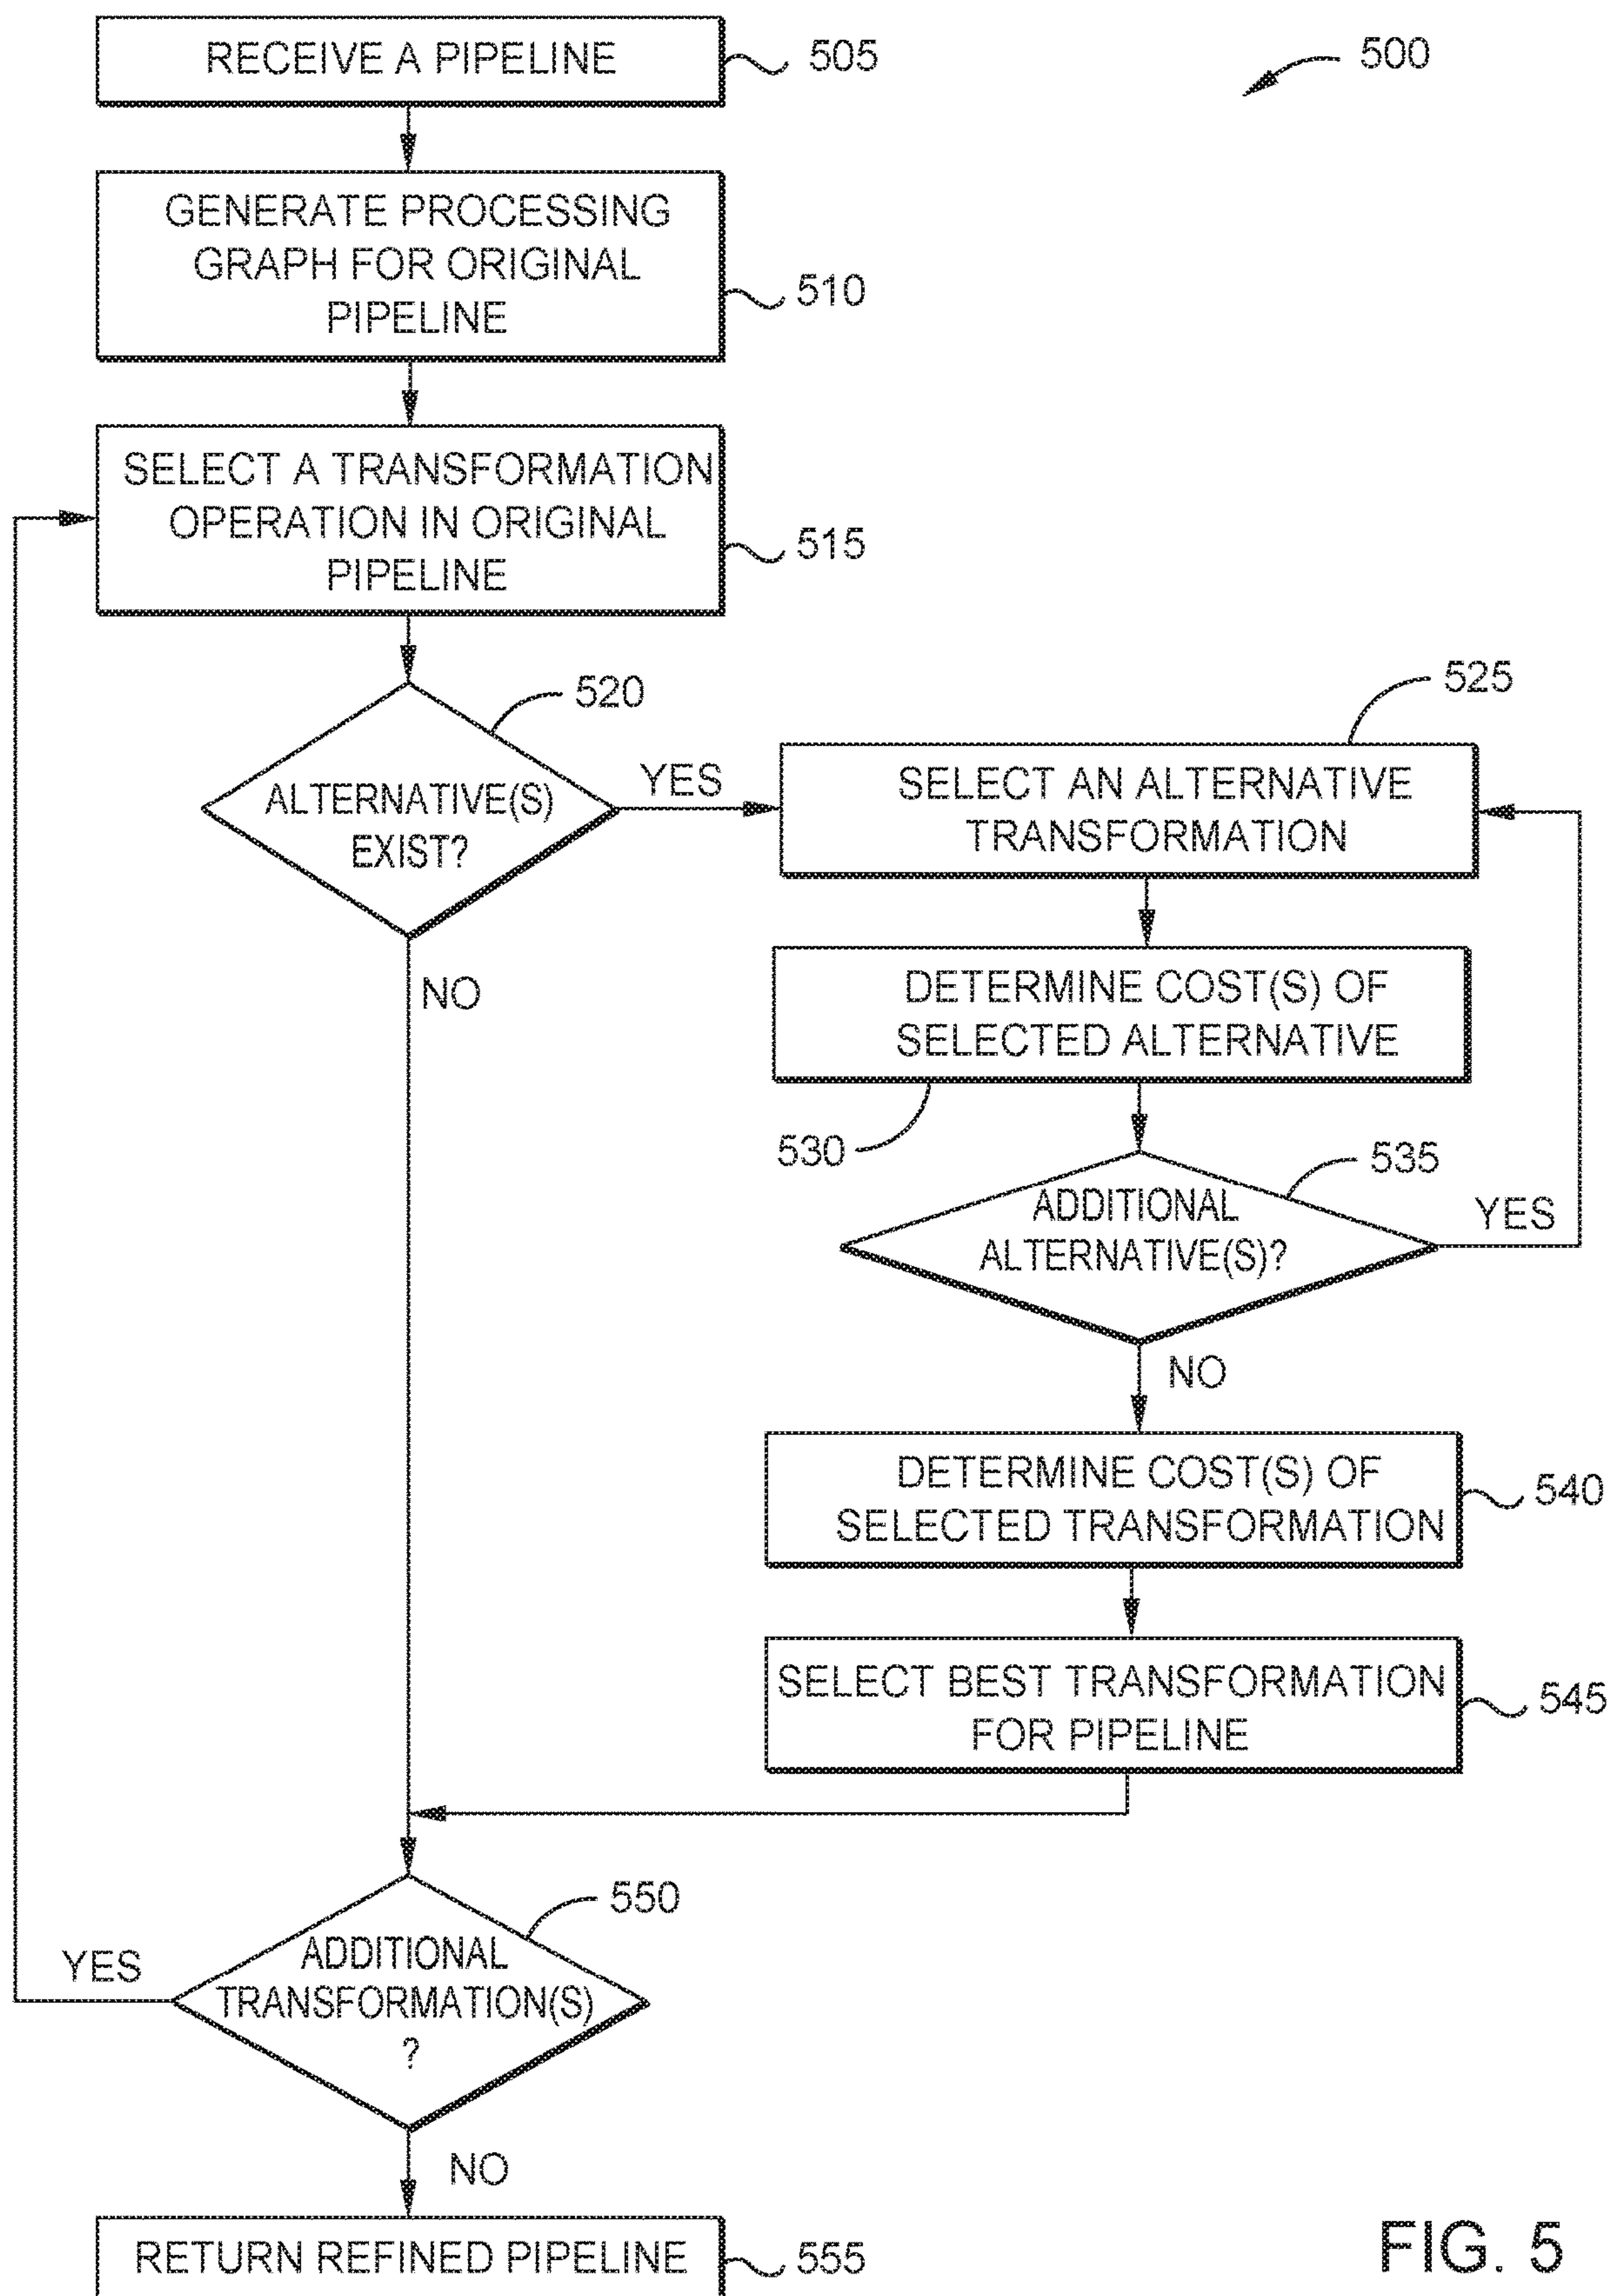 RECEIVE A PIPELINE
505
500
GENERATE PROCESSING
GRAPH FOR ORIGINAL
PIPELINE
510
SELECT A TRANSFORMATION
OPERATION IN ORIGINAL
PIPELINE
515
520
ALTERNATIVE(S)
EXIST?
YES
NO
525
SELECT AN ALTERNATIVE
TRANSFORMATION
DETERMINE COST(S) OF
SELECTED ALTERNATIVE
530
535
ADDITIONAL
ALTERNATIVE(S)?
YES
NO
DETERMINE COST(S) OF
SELECTED TRANSFORMATION
540
SELECT BEST TRANSFORMATION
FOR PIPELINE
545
550
ADDITIONAL
TRANSFORMATION(S)
?
YES
NO
RETURN REFINED PIPELINE
555
FIG. 5